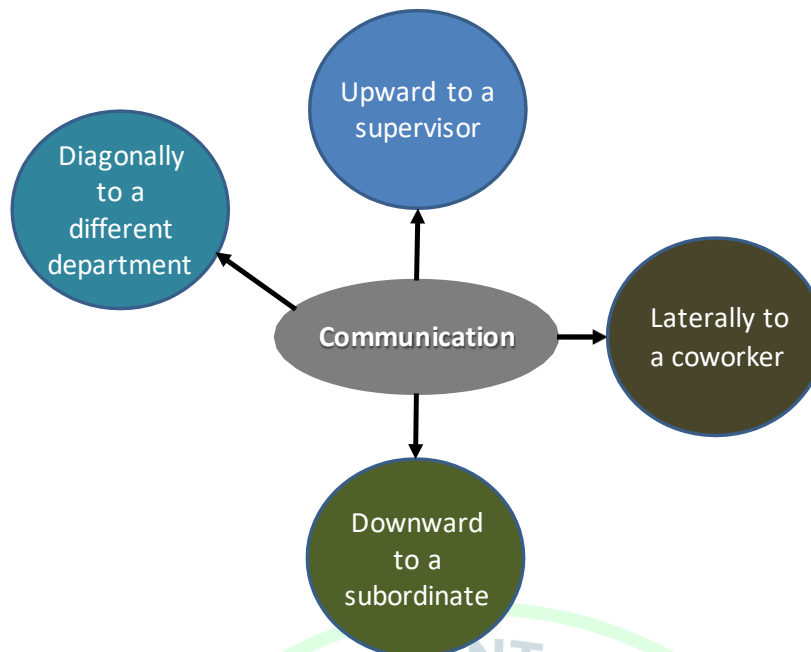 Upward to a
supervisor
Diagonally
to a
different
department
Communication
Laterally to
a coworker
Downward
to a
subordinate